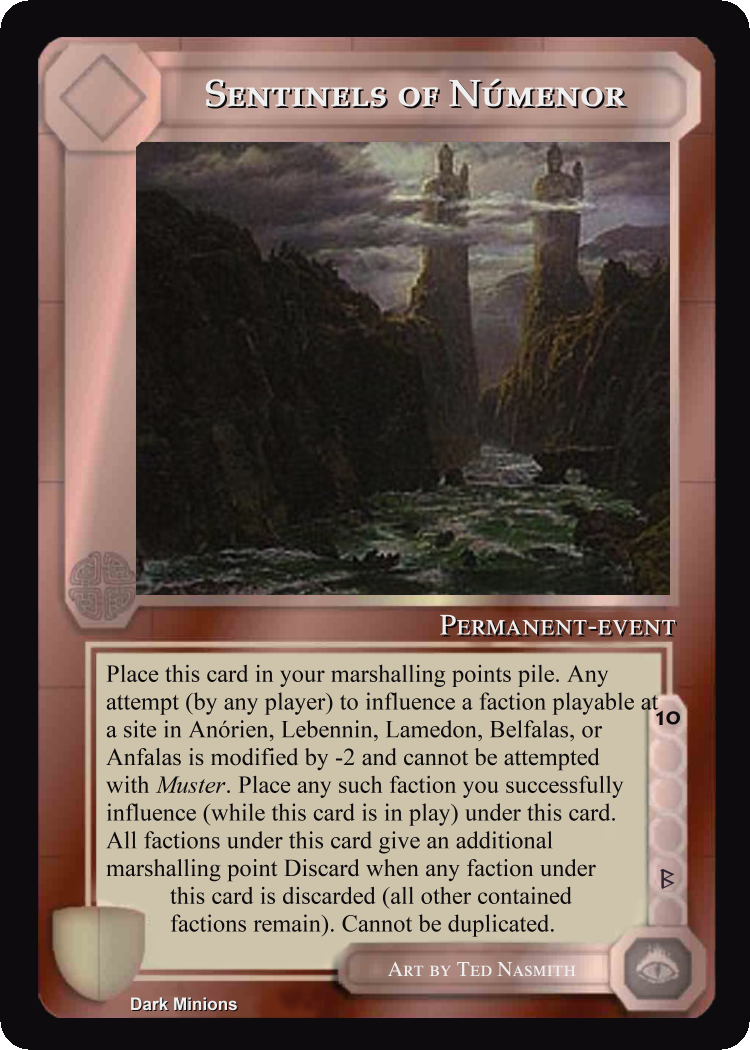 Sentinels of Númenor
Permanent-event
Place this card in your marshalling points pile. Any
attempt (by any player) to influence a faction playable at
a site in Anórien, Lebennin, Lamedon, Belfalas, or
Anfalas is modified by -2 and cannot be attempted
with Muster. Place any such faction you successfully
influence (while this card is in play) under this card.
All factions under this card give an additional
marshalling point Discard when any faction under
this card is discarded (all other contained
factions remain). Cannot be duplicated.
10
ᛒ
Art by Ted Nasmith
Dark Minions